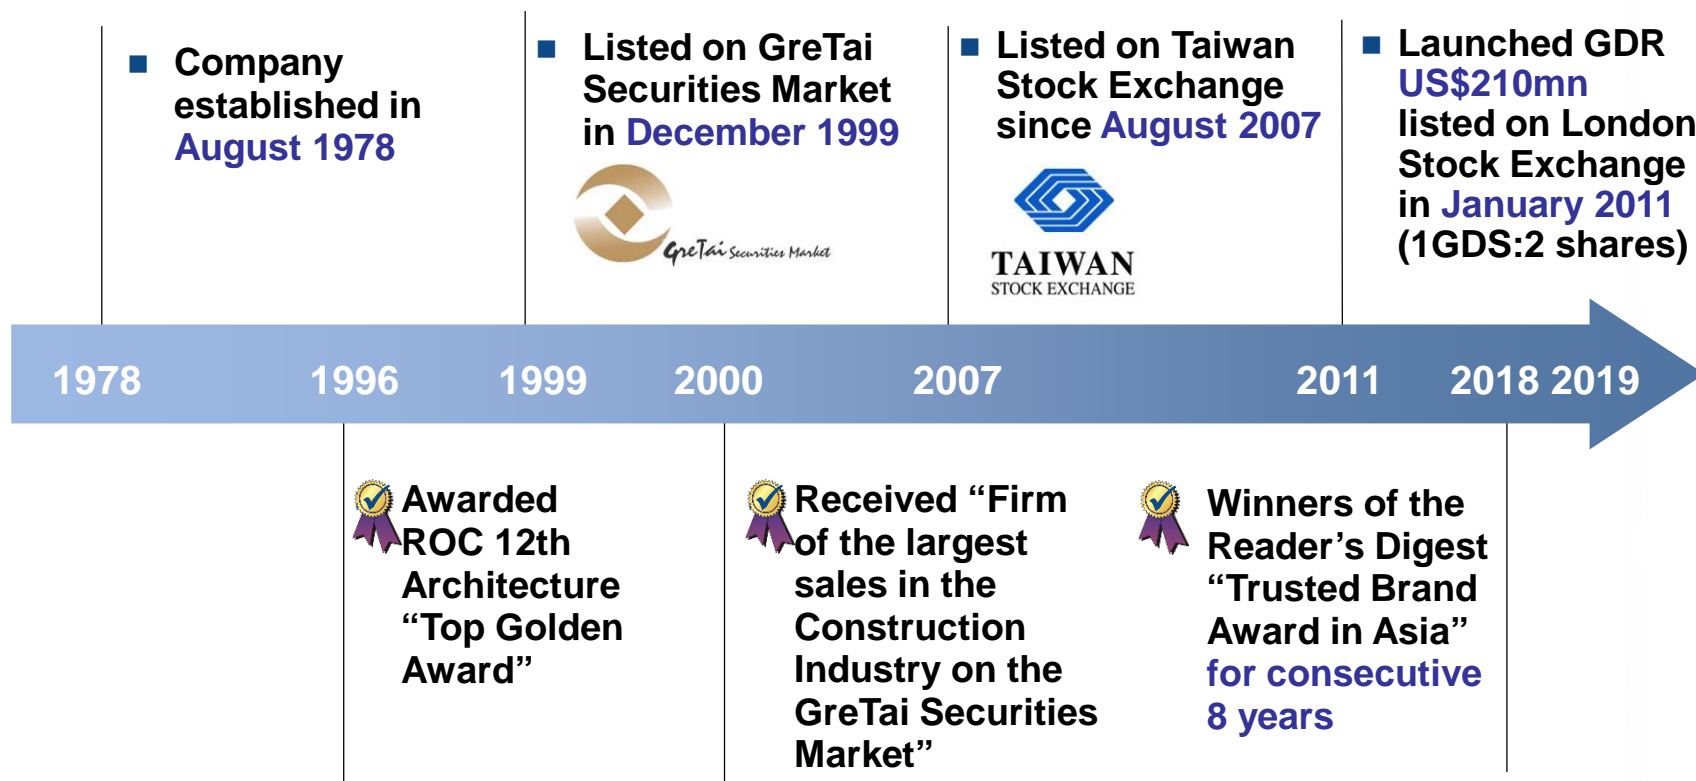 Company
established in
August 1978
Listed on GreTai
Securities Market
in December 1999
GreTai Securities Market
Listed on Taiwan
Stock Exchange
since August 2007
TAIWAN
STOCK EXCHANGE
Launched GDR
US$210mn
listed on London
Stock Exchange
in January 2011
(1GDS:2 shares)
1978 1996 1999 2000 2007 2011 2018 2019
Awarded
ROC 12th
Architecture
“Top Golden
Award”
Received “Firm
of the largest
sales in the
Construction
Industry on the
GreTai Securities
Market”
Winners of the
Reader’s Digest
“Trusted Brand
Award in Asia”
for consecutive
8 years